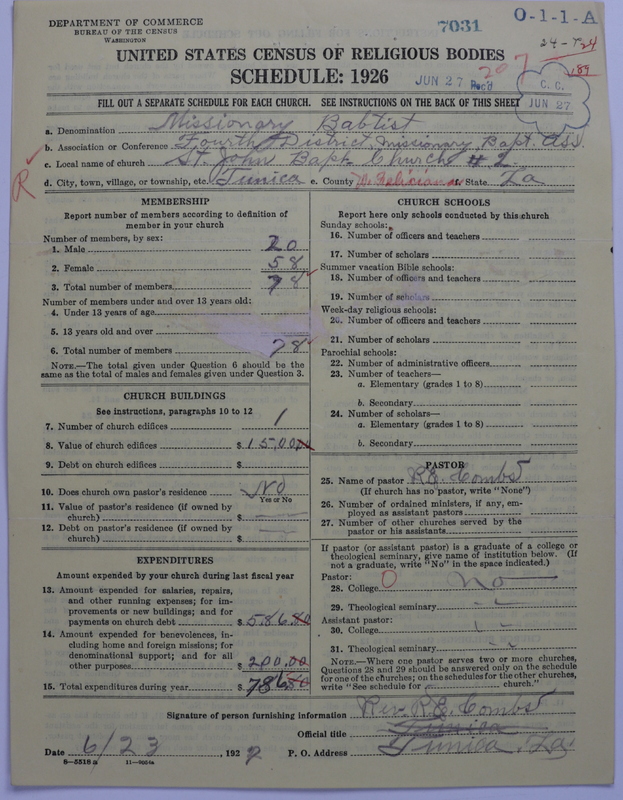 DEPARTMENT OF COMMERCE
BUREAU OF THE CENSUS
WASHINGTON
7031
O-1-1-A
UNITED STATES CENSUS OF RELIGIOUS BODIES
SCHEDULE: 1926
JUN 27 Rec'd
207
189
C. C.
JUN 27
FILL OUT A SEPARATE SCHEDULE FOR EACH CHURCH. SEE INSTRUCTIONS ON THE BACK OF THIS SHEET
R
a. Denomination Missionary Babtist
b. Association or Conference Fourth District Missionary Bapt. Ass.
c. Local name of church St. John Bapt Church # 2
d. City, town, village, or township, etc. Tunica e. County W. Feliciana State La
MEMBERSHIP
Report number of members according to definition of
member in your church
Number of members, by sex:
1. Male 20
2. Female 58
3. Total number of members 78
Number of members under and over 13 years old:
4. Under 13 years of age
5. 13 years old and over
6. Total number of members 78
NOTE.—The total given under Question 6 should be the
same as the total of males and females given under Question 3.
CHURCH BUILDINGS
See instructions, paragraphs 10 to 12
7. Number of church edifices 1
8. Value of church edifices $ 1500
9. Debt on church edifices $
10. Does church own pastor's residence No
Yes or No
11. Value of pastor's residence (if owned by
church) $
12. Debt on pastor's residence (if owned by
church) $
EXPENDITURES
Amount expended by your church during last fiscal year
13. Amount expended for salaries, repairs,
and other running expenses; for im-
provements or new buildings; and for
payments on church debt $ 586
14. Amount expended for benevolences, in-
cluding home and foreign missions; for
denominational support; and for all
other purposes $ 200.00
15. Total expenditures during year $ 786
CHURCH SCHOOLS
Report here only schools conducted by this church
Sunday schools:
16. Number of officers and teachers
17. Number of scholars
Summer vacation Bible schools:
18. Number of officers and teachers
19. Number of scholars
Week-day religious schools:
20. Number of officers and teachers
21. Number of scholars
Parochial schools:
22. Number of administrative officers
23. Number of teachers—
a. Elementary (grades 1 to 8)
b. Secondary
24. Number of scholars—
a. Elementary (grades 1 to 8)
b. Secondary
PASTOR
25. Name of pastor R.E. Combs
(If church has no pastor, write "None")
26. Number of ordained ministers, if any, em-
ployed as assistant pastors
27. Number of other churches served by the
pastor or his assistants
If pastor (or assistant pastor) is a graduate of a college or
theological seminary, give name of institution below. (If
not a graduate, write "No" in the space indicated.)
Pastor:
28. College No
29. Theological seminary
Assistant pastor:
30. College
31. Theological seminary
NOTE.—Where one pastor serves two or more churches,
Questions 28 and 29 should be answered only on the schedule
for one of the churches; on the schedules for the other churches,
write "See schedule for church."
Signature of person furnishing information Rev. R.E. Combs
Official title Tunica
Date 6/23, 192 P. O. Address Tunica, La.
8—5518 a